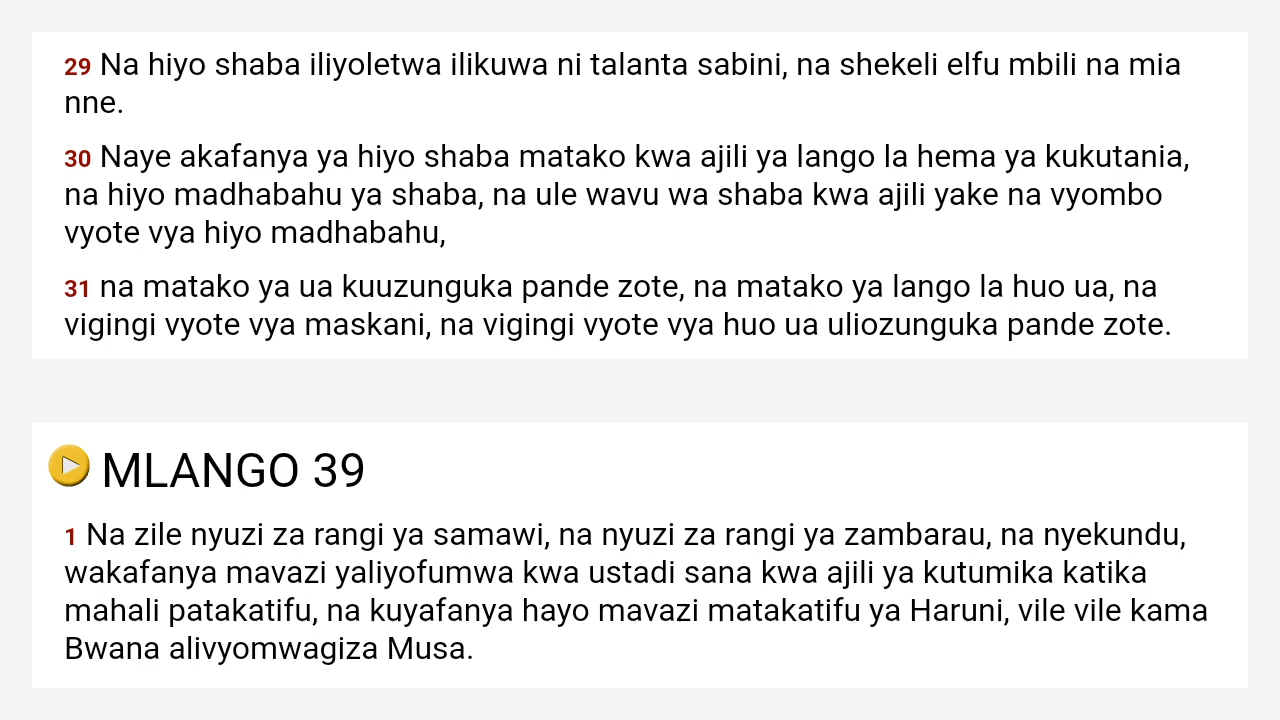 29 Na hiyo shaba iliyoletwa ilikuwa ni talanta sabini, na shekeli elfu mbili na mia
nne.
30 Naye akafanya ya hiyo shaba matako kwa ajili ya lango la hema ya kukutania,
na hiyo madhabahu ya shaba, na ule wavu wa shaba kwa ajili yake na vyombo
vyote vya hiyo madhabahu,
31 na matako ya ua kuuzunguka pande zote, na matako ya lango la huo ua, na
vigingi vyote vya maskani, na vigingi vyote vya huo ua uliozunguka pande zote.
MLANGO 39
1 Na zile nyuzi za rangi ya samawi, na nyuzi za rangi ya zambarau, na nyekundu,
wakafanya mavazi yaliyofumwa kwa ustadi sana kwa ajili ya kutumika katika
mahali patakatifu, na kuyafanya hayo mavazi matakatifu ya Haruni, vile vile kama
Bwana alivyomwagiza Musa.